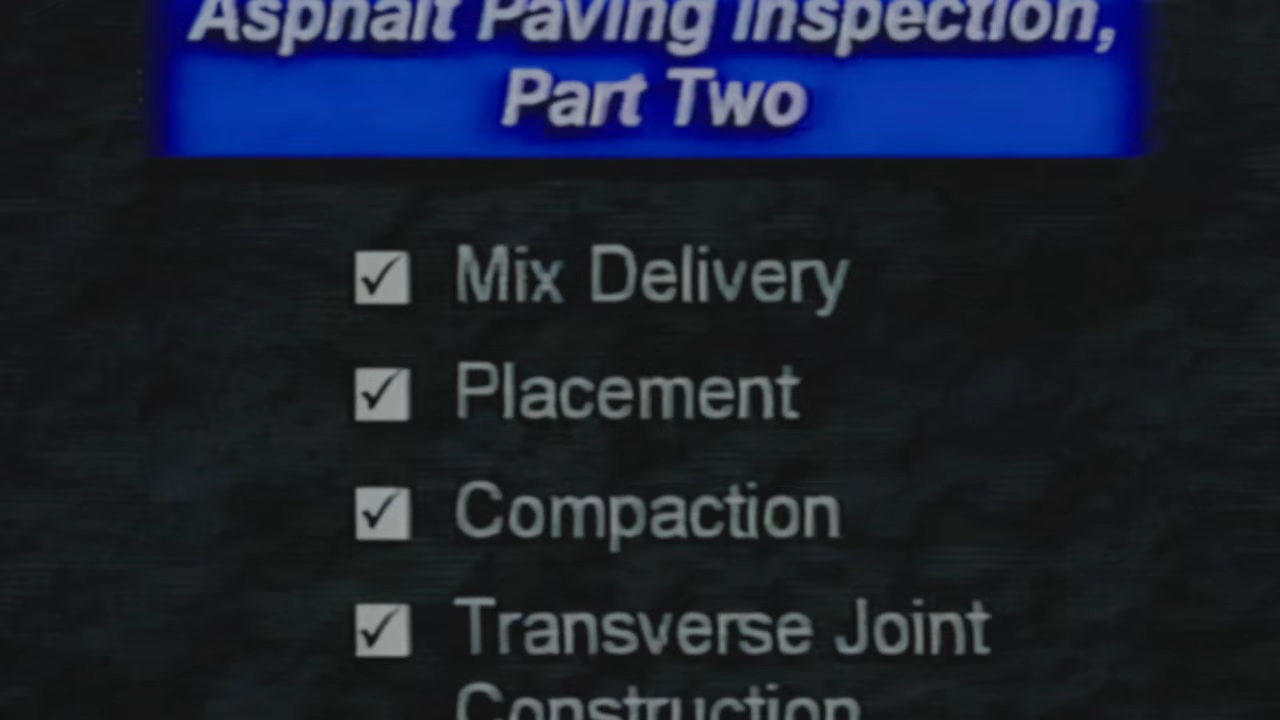 Asphalt Paving Inspection,
Part Two
Mix Delivery
Placement
Compaction
Transverse Joint
Construction